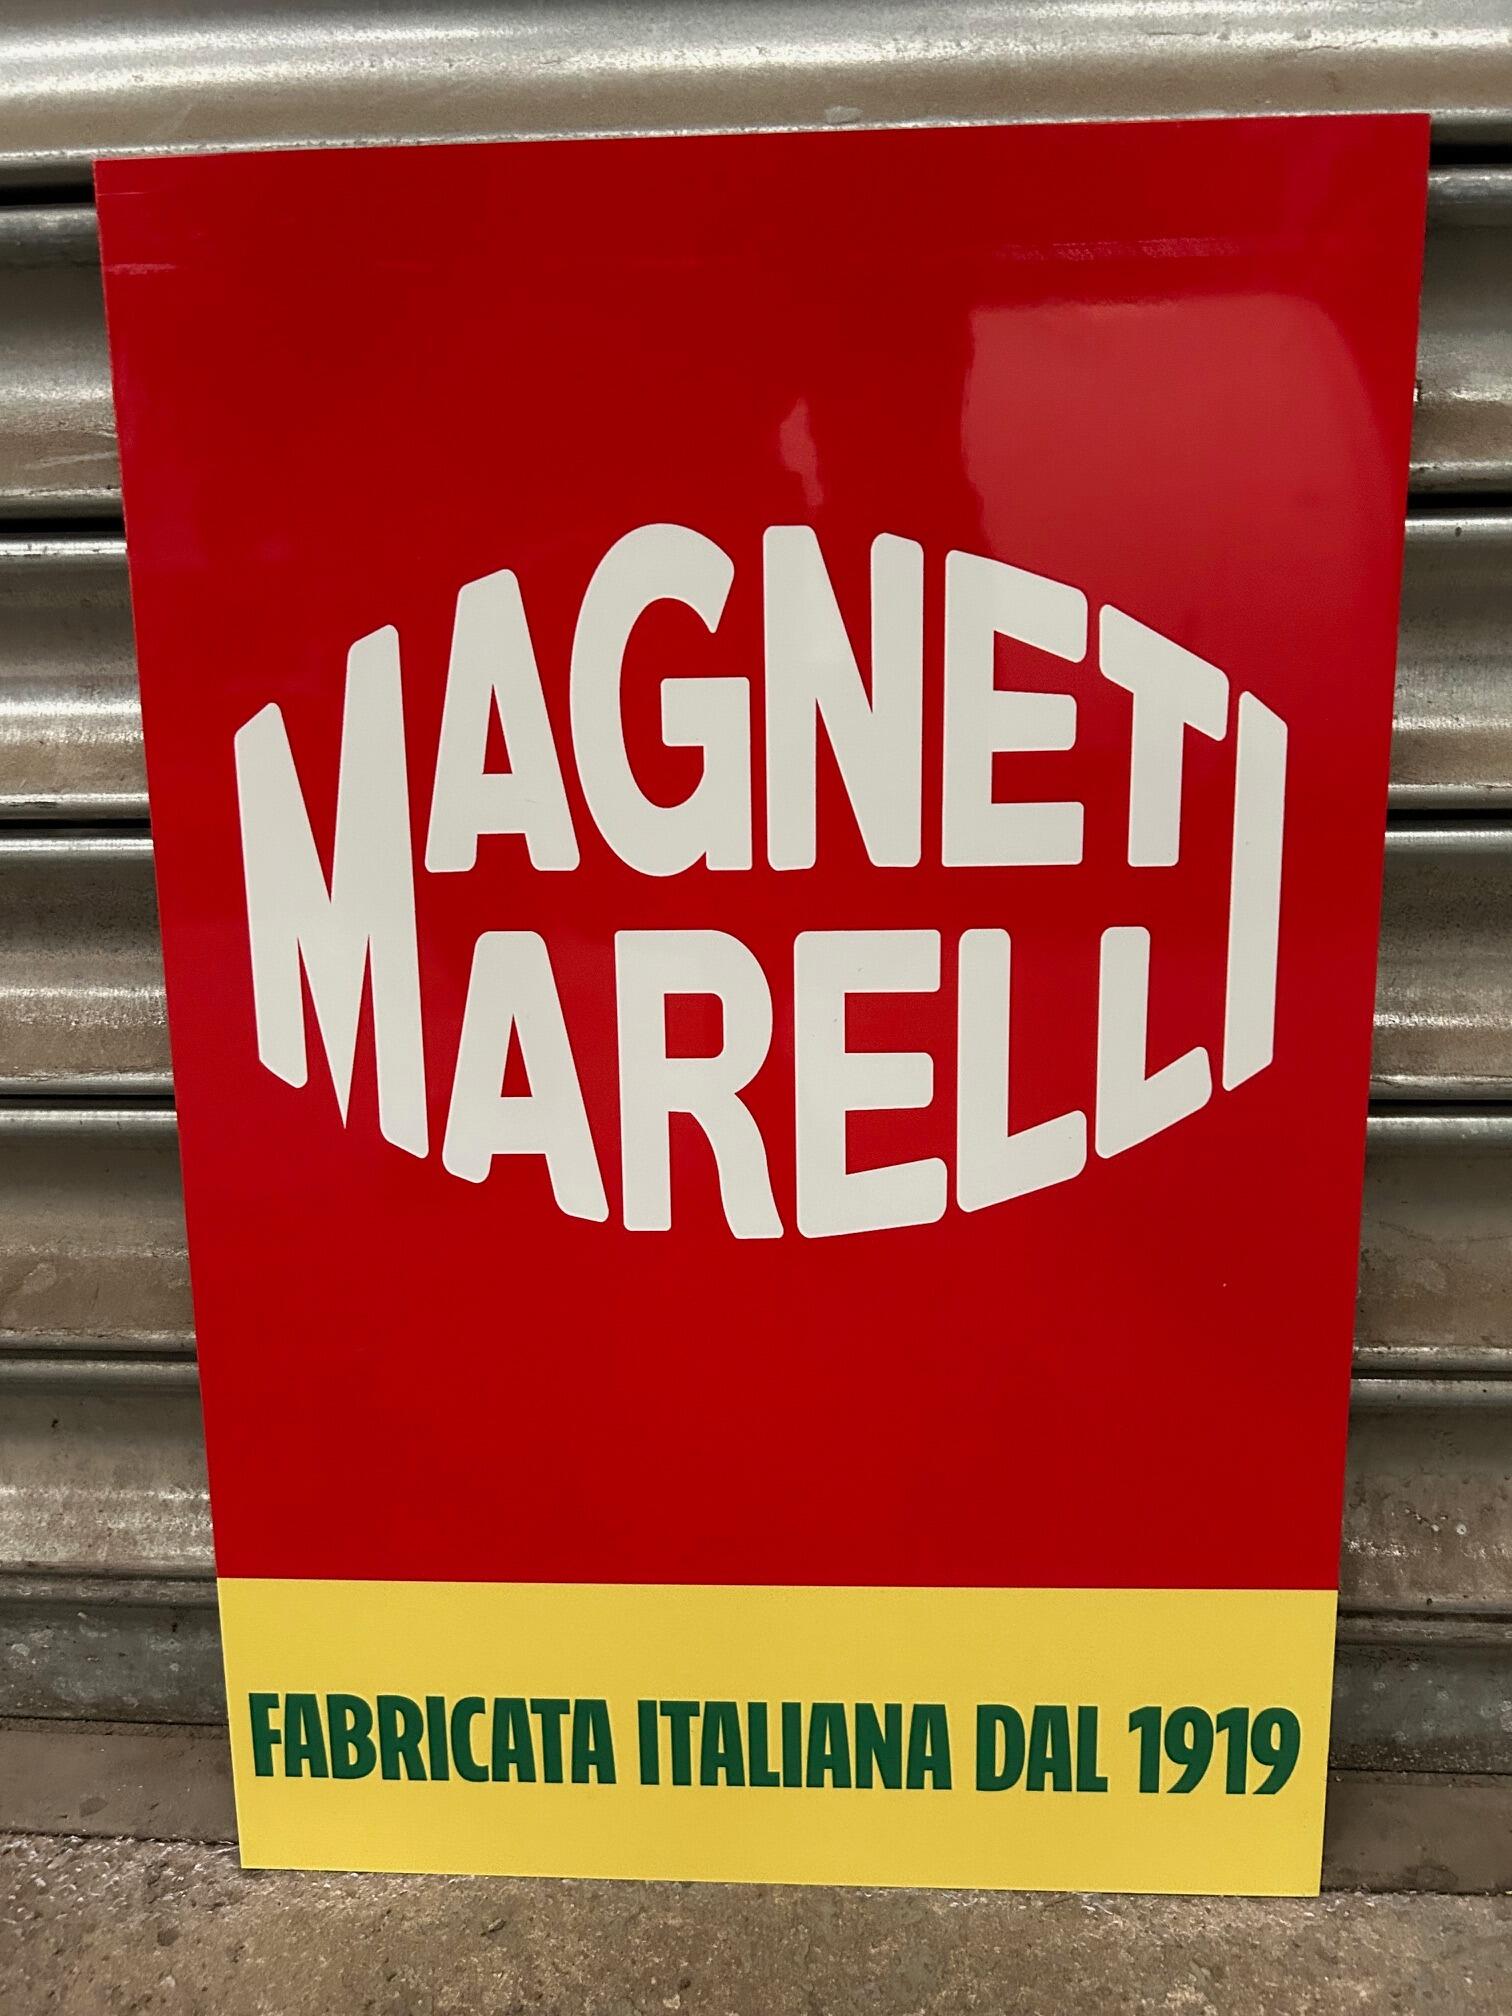 MAGNETI
MARELLI
FABRICATA ITALIANA DAL 1919